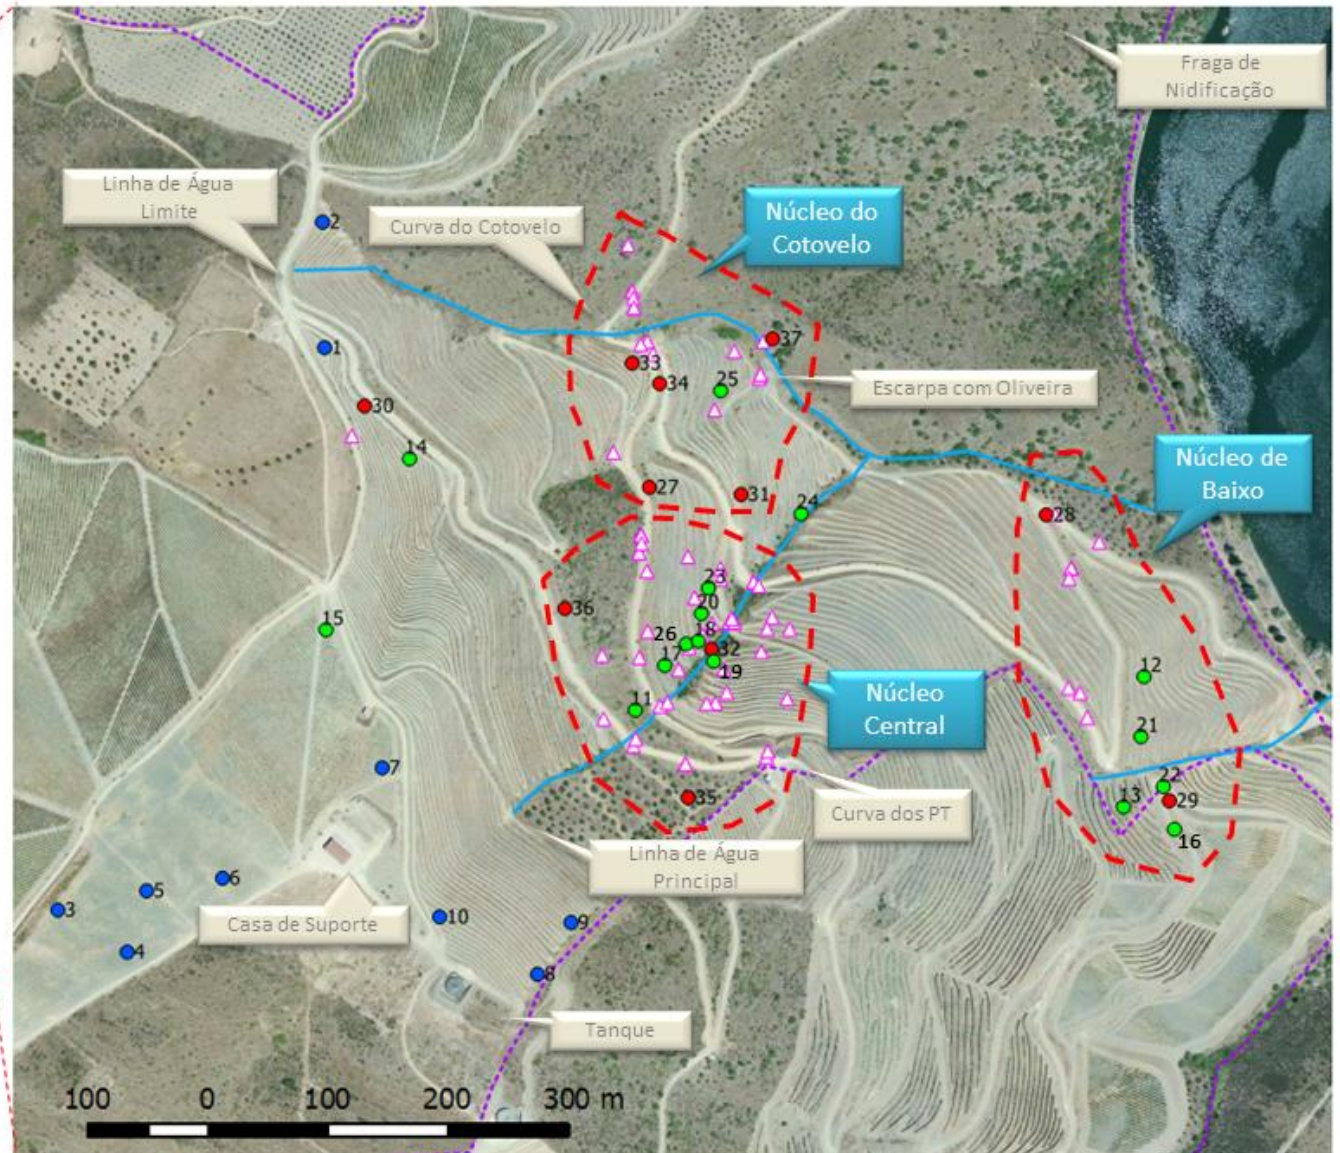 Fraga de
Nidificação
Linha de Água
Limite
Núcleo do
Cotovelo
Curva do Cotovelo
2
37
1
33
34
25
Escarpa com Oliveira
30
14
Núcleo de
Baixo
27
31
24
28
23
20
36
15
26
18
32
17
19
12
Núcleo
Central
11
21
7
22
35
13
29
Curva dos PT
16
Linha de Água
Principal
6
5
3
Casa de Suporte
10
9
4
8
Tanque
100 0 100 200 300 m